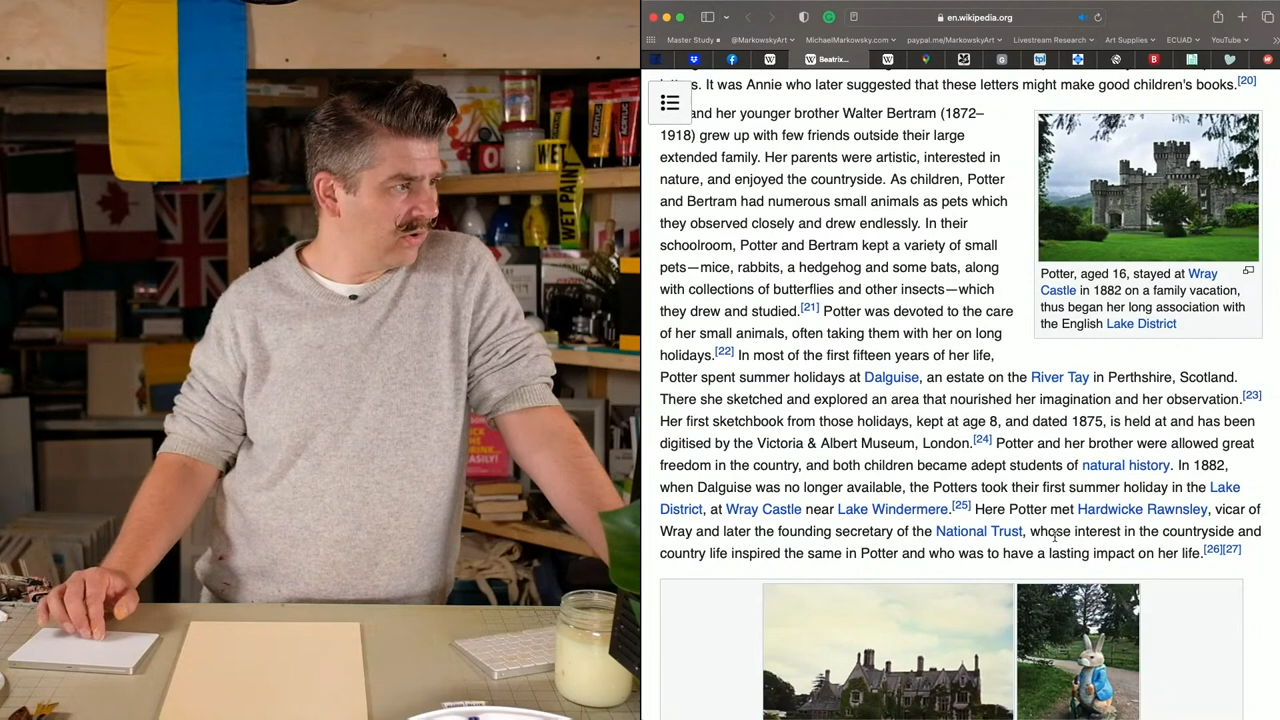 en.wikipedia.org
Master Study
@MarkowskyArt
MichaelMarkowsky.com
paypal.me/MarkowskyArt
Livestream Research
Art Supplies
ECUAD
YouTube
Beatrix...
s. It was Annie who later suggested that these letters might make good children's books.[20]
and her younger brother Walter Bertram (1872–
1918) grew up with few friends outside their large
extended family. Her parents were artistic, interested in
nature, and enjoyed the countryside. As children, Potter
and Bertram had numerous small animals as pets which
they observed closely and drew endlessly. In their
schoolroom, Potter and Bertram kept a variety of small
pets—mice, rabbits, a hedgehog and some bats, along
with collections of butterflies and other insects—which
they drew and studied.[21] Potter was devoted to the care
of her small animals, often taking them with her on long
holidays.[22] In most of the first fifteen years of her life,
Potter spent summer holidays at Dalguise, an estate on the River Tay in Perthshire, Scotland.
There she sketched and explored an area that nourished her imagination and her observation.[23]
Her first sketchbook from those holidays, kept at age 8, and dated 1875, is held at and has been
digitised by the Victoria & Albert Museum, London.[24] Potter and her brother were allowed great
freedom in the country, and both children became adept students of natural history. In 1882,
when Dalguise was no longer available, the Potters took their first summer holiday in the Lake
District, at Wray Castle near Lake Windermere.[25] Here Potter met Hardwicke Rawnsley, vicar of
Wray and later the founding secretary of the National Trust, whose interest in the countryside and
country life inspired the same in Potter and who was to have a lasting impact on her life.[26][27]
Potter, aged 16, stayed at Wray
Castle in 1882 on a family vacation,
thus began her long association with
the English Lake District
WET
WET PAINT
ACRYLIC
ACRYLIC